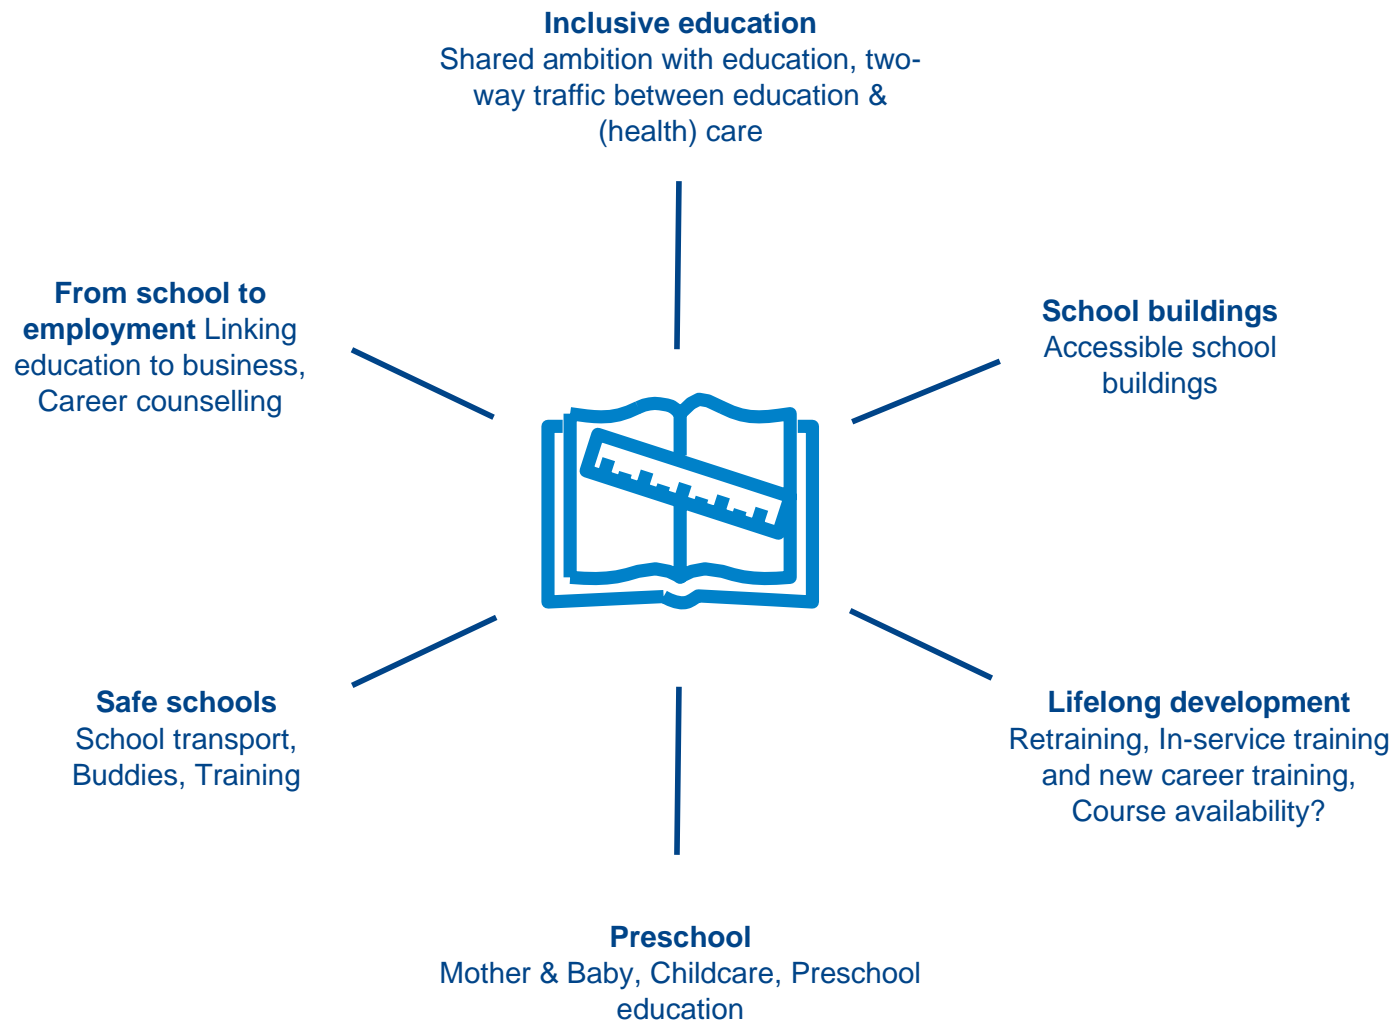 Inclusive education
Shared ambition with education, two-
way traffic between education &
(health) care
From school to
employment Linking
education to business,
Career counselling
School buildings
Accessible school
buildings
Safe schools
School transport,
Buddies, Training
Lifelong development
Retraining, In-service training
and new career training,
Course availability?
Preschool
Mother & Baby, Childcare, Preschool
education